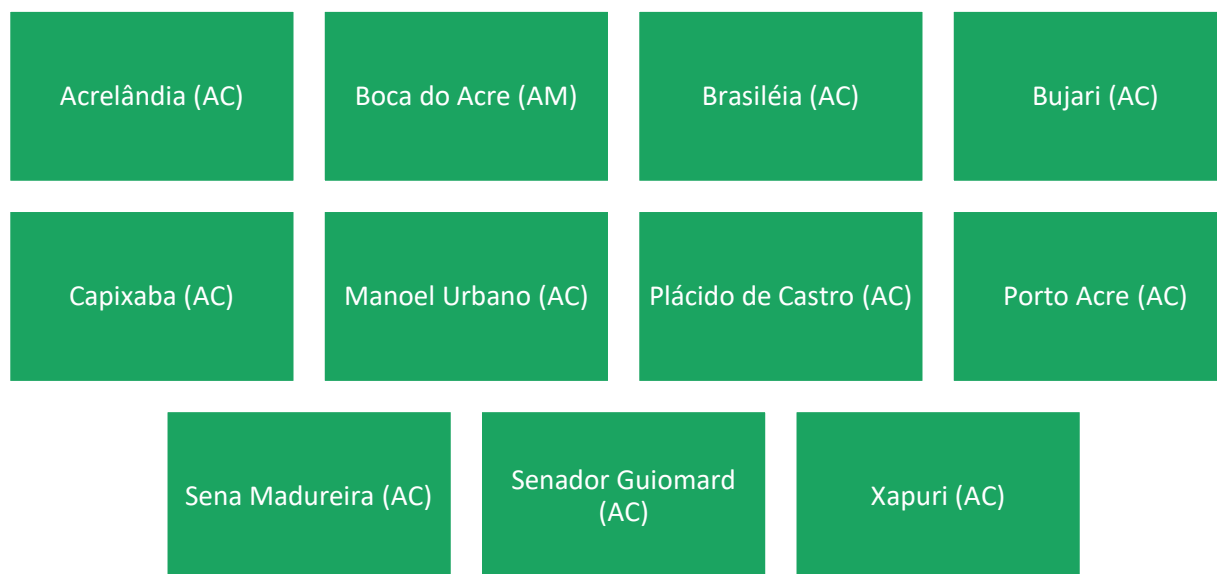 Acrelândia (AC)
Boca do Acre (AM)
Brasiléia (AC)
Bujari (AC)
Capixaba (AC)
Manoel Urbano (AC)
Plácido de Castro (AC)
Porto Acre (AC)
Sena Madureira (AC)
Senador Guiomard
(AC)
Xapuri (AC)